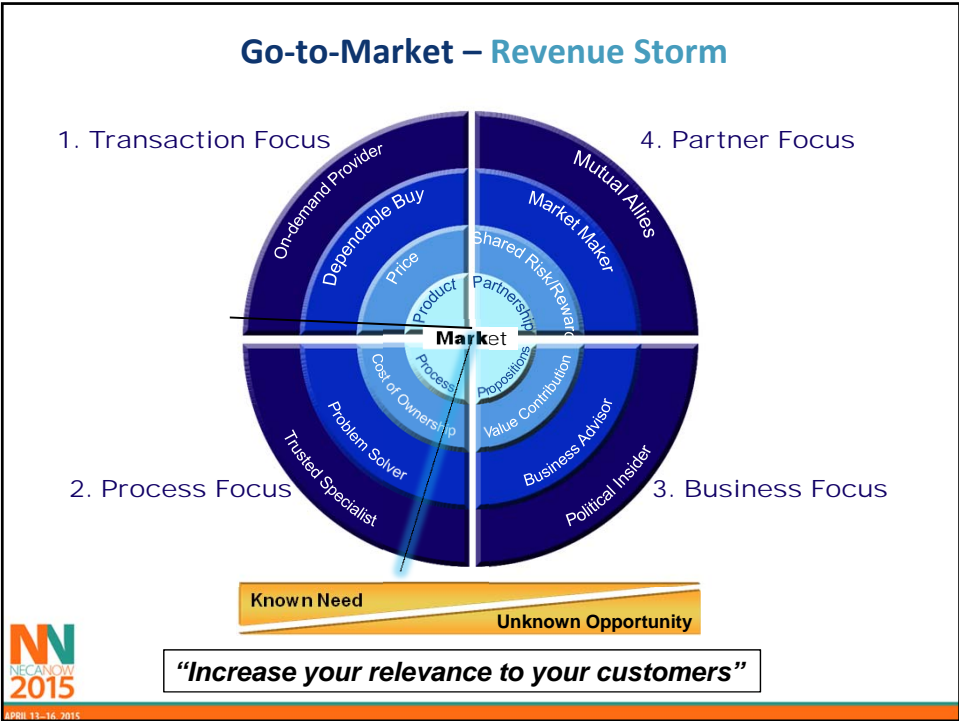 Go-to-Market – Revenue Storm
1. Transaction Focus
On-demand Provider
Dependable Buy
Price
Product
4. Partner Focus
Mutual Allies
Market Maker
Shared Risk/Reward
Partnership
Market
2. Process Focus
Process
Cost of Ownership
Problem Solver
Trusted Specialist
3. Business Focus
Propositions
Value Contribution
Business Advisor
Political Insider
Known Need
Unknown Opportunity
NN
NECANOW
2015
APRIL 13–16, 2015
“Increase your relevance to your customers”